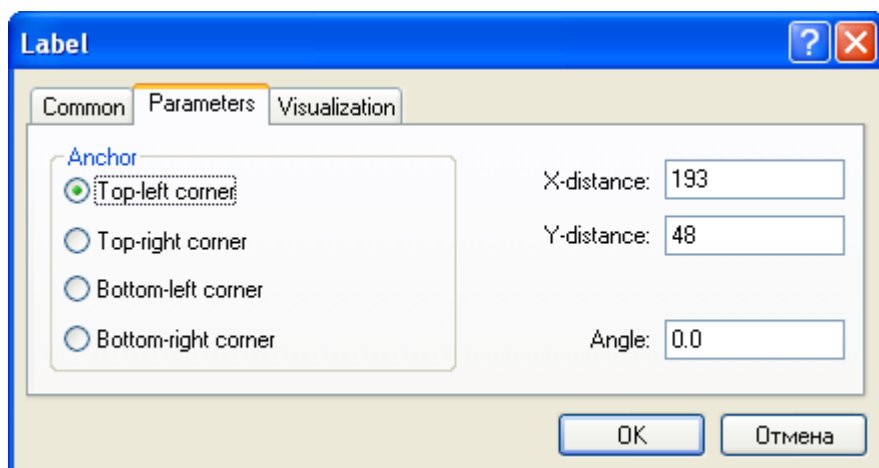 Label
Common Parameters Visualization
Anchor
Top-left corner
X-distance: 193
Top-right corner
Y-distance: 48
Bottom-left corner
Bottom-right corner
Angle: 0.0
OK Отмена